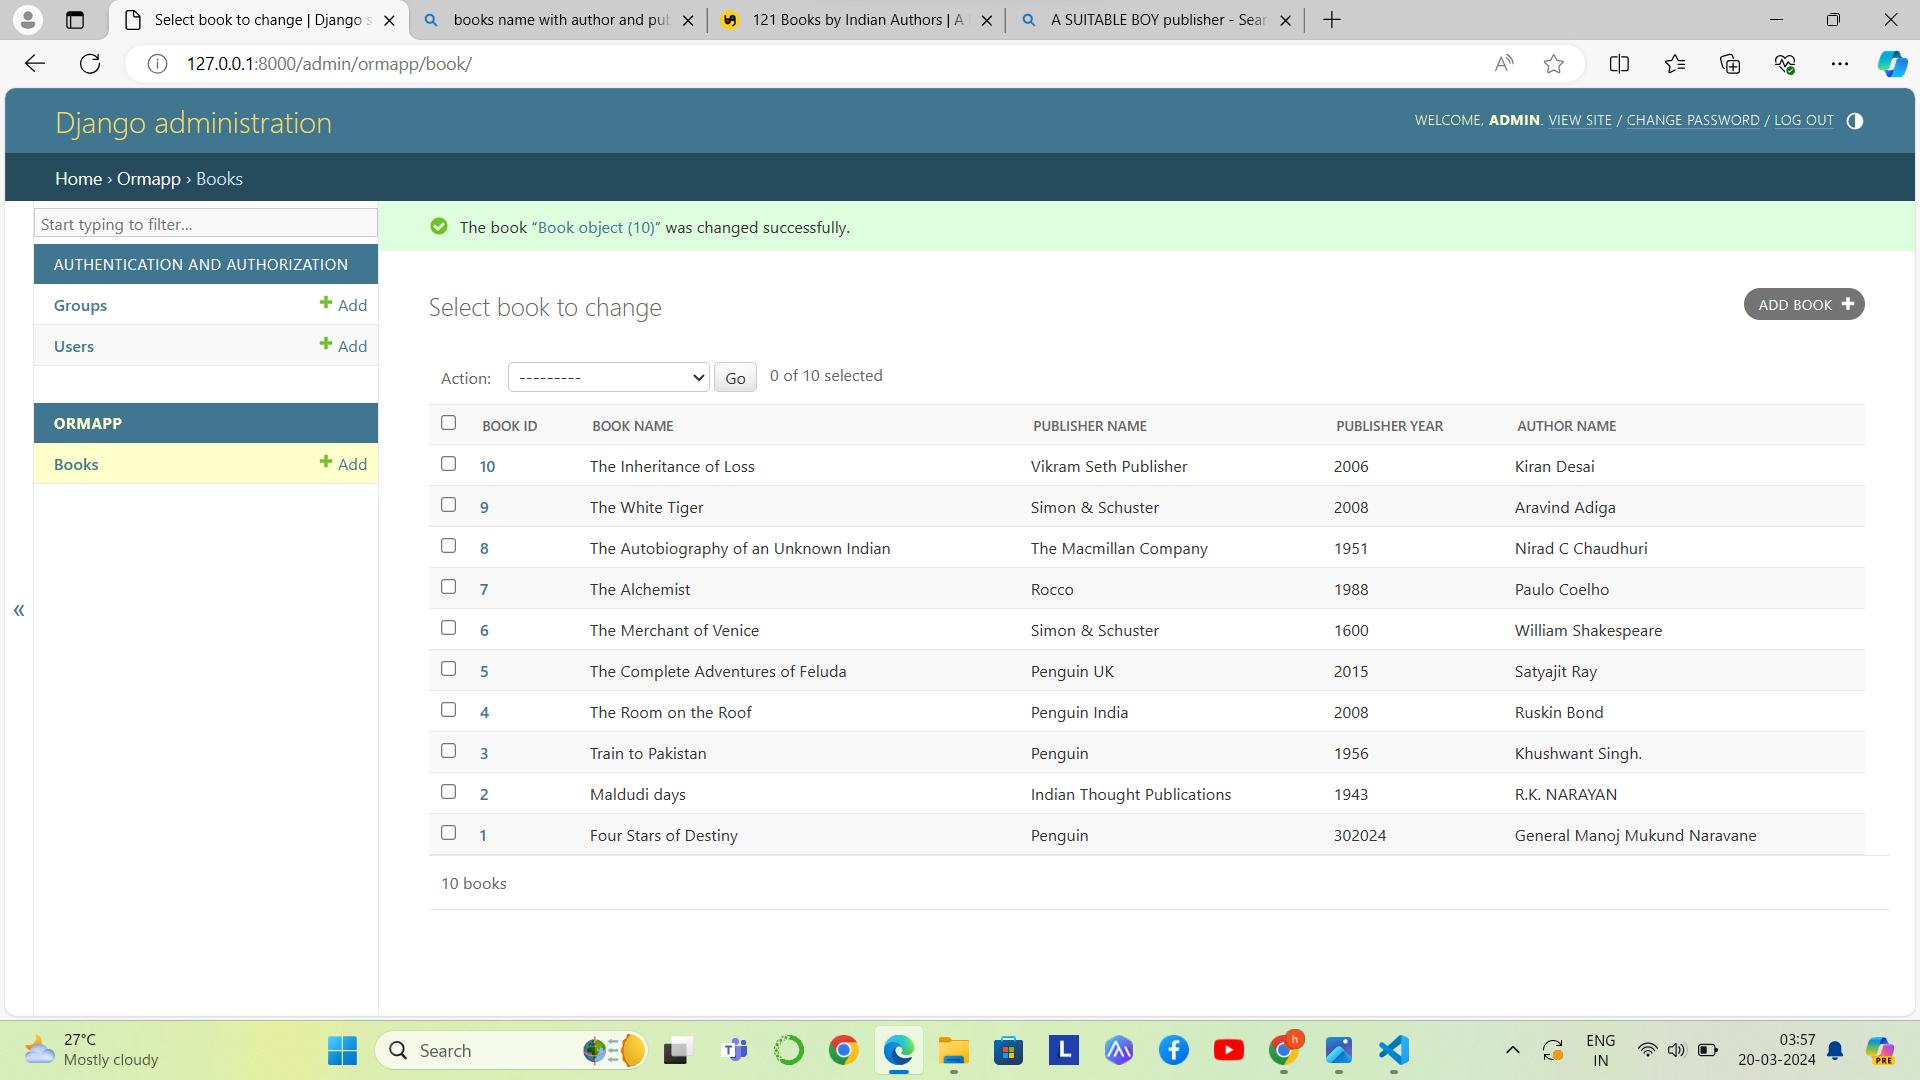 Select book to change | Django s
books name with author and pub
121 Books by Indian Authors | A
A SUITABLE BOY publisher - Sear
127.0.0.1:8000/admin/ormapp/book/
Django administration
WELCOME, ADMIN. VIEW SITE / CHANGE PASSWORD / LOG OUT
Home › Ormapp › Books
Start typing to filter...
AUTHENTICATION AND AUTHORIZATION
Groups + Add
Users + Add
ORMAPP
Books + Add
«
The book “Book object (10)” was changed successfully.
Select book to change
ADD BOOK +
Action: --------- Go 0 of 10 selected
BOOK ID BOOK NAME PUBLISHER NAME PUBLISHER YEAR AUTHOR NAME
10 The Inheritance of Loss Vikram Seth Publisher 2006 Kiran Desai
9 The White Tiger Simon & Schuster 2008 Aravind Adiga
8 The Autobiography of an Unknown Indian The Macmillan Company 1951 Nirad C Chaudhuri
7 The Alchemist Rocco 1988 Paulo Coelho
6 The Merchant of Venice Simon & Schuster 1600 William Shakespeare
5 The Complete Adventures of Feluda Penguin UK 2015 Satyajit Ray
4 The Room on the Roof Penguin India 2008 Ruskin Bond
3 Train to Pakistan Penguin 1956 Khushwant Singh.
2 Maldudi days Indian Thought Publications 1943 R.K. NARAYAN
1 Four Stars of Destiny Penguin 302024 General Manoj Mukund Naravane
10 books
27°C
Mostly cloudy
Search
L
h
ENG
IN
03:57
20-03-2024
PRE